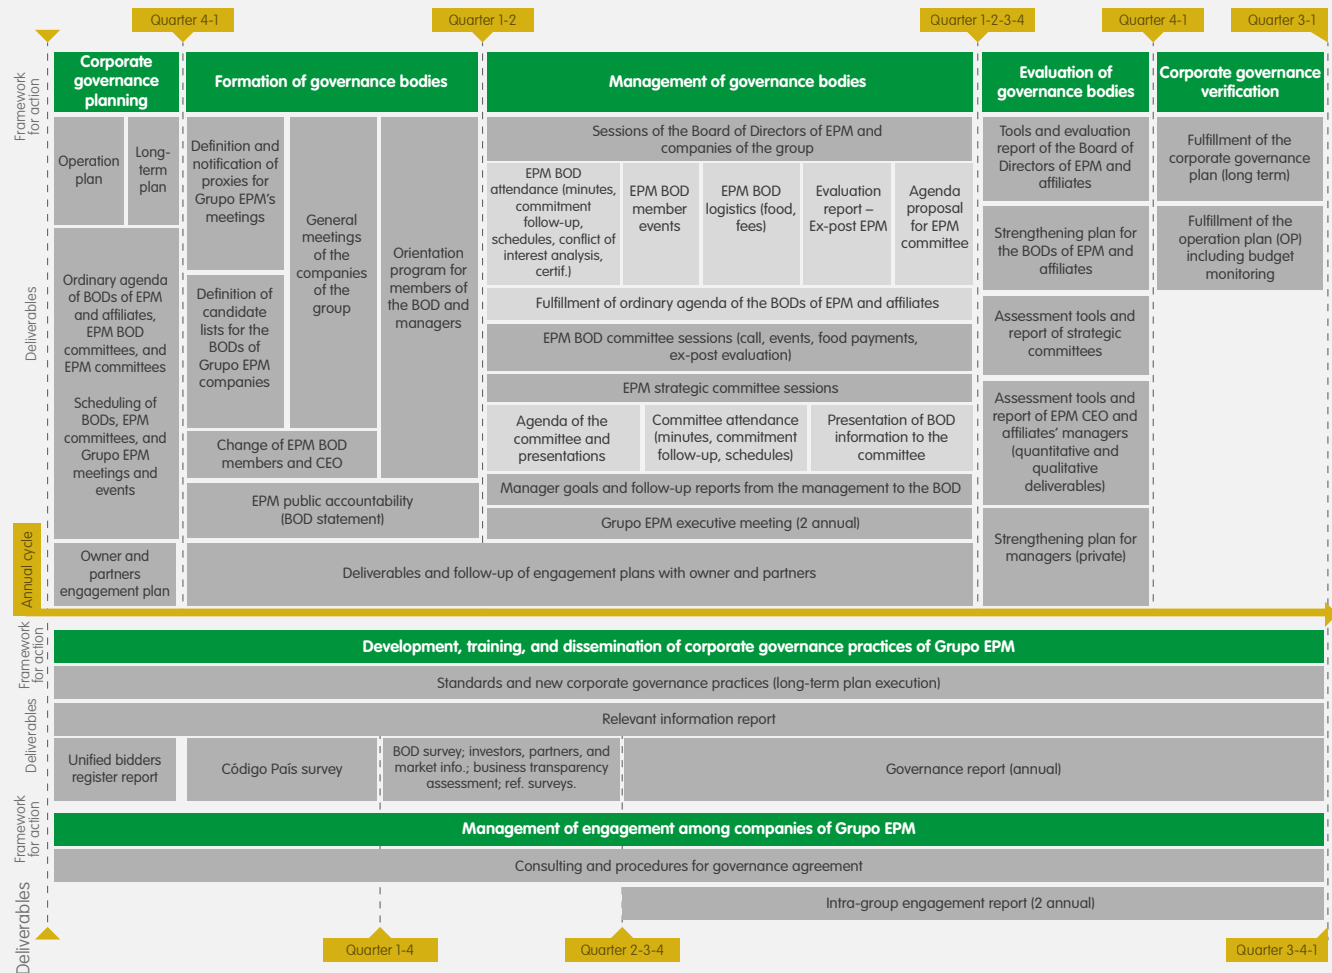 Quarter 4-1
Quarter 1-2
Quarter 1-2-3-4
Quarter 4-1
Quarter 3-1
Framework
for action
Corporate
governance
planning
Formation of governance bodies
Management of governance bodies
Evaluation of
governance bodies
Corporate governance
verification
Deliverables
Operation
plan
Long-
term
plan
Ordinary agenda
of BODs of EPM
and affiliates,
EPM BOD
committees, and
EPM committees
Scheduling of
BODs, EPM
committees, and
Grupo EPM
meetings and
events
Owner and
partners
engagement plan
Definition and
notification of
proxies for
Grupo EPM's
meetings
Definition of
candidate
lists for the
BODs of
Grupo EPM
companies
General
meetings
of the
companies
of the
group
Orientation
program for
members of
the BOD and
managers
Change of EPM BOD
members and CEO
EPM public accountability
(BOD statement)
Sessions of the Board of Directors of EPM and
companies of the group
EPM BOD
attendance (minutes,
commitment
follow-up,
schedules, conflict of
interest analysis,
certif.)
EPM BOD
member
events
EPM BOD
logistics (food,
fees)
Evaluation
report –
Ex-post EPM
Agenda
proposal
for EPM
committee
Fulfillment of ordinary agenda of the BODs of EPM and affiliates
EPM BOD committee sessions (call, events, food payments,
ex-post evaluation)
EPM strategic committee sessions
Agenda of the
committee and
presentations
Committee attendance
(minutes, commitment
follow-up, schedules)
Presentation of BOD
information to the
committee
Manager goals and follow-up reports from the management to the BOD
Grupo EPM executive meeting (2 annual)
Deliverables and follow-up of engagement plans with owner and partners
Tools and evaluation
report of the Board of
Directors of EPM and
affiliates
Strengthening plan for
the BODs of EPM and
affiliates
Assessment tools and
report of strategic
committees
Assessment tools and
report of EPM CEO and
affiliates' managers
(quantitative and
qualitative
deliverables)
Strengthening plan for
managers (private)
Fulfillment of the
corporate governance
plan (long term)
Fulfillment of the
operation plan (OP)
including budget
monitoring
Annual cycle
Framework
for action
Development, training, and dissemination of corporate governance practices of Grupo EPM
Deliverables
Standards and new corporate governance practices (long-term plan execution)
Relevant information report
Unified bidders
register report
Código País survey
BOD survey; investors, partners, and
market info.; business transparency
assessment; ref. surveys.
Governance report (annual)
Framework
for action
Management of engagement among companies of Grupo EPM
Deliverables
Consulting and procedures for governance agreement
Intra-group engagement report (2 annual)
Quarter 1-4
Quarter 2-3-4
Quarter 3-4-1